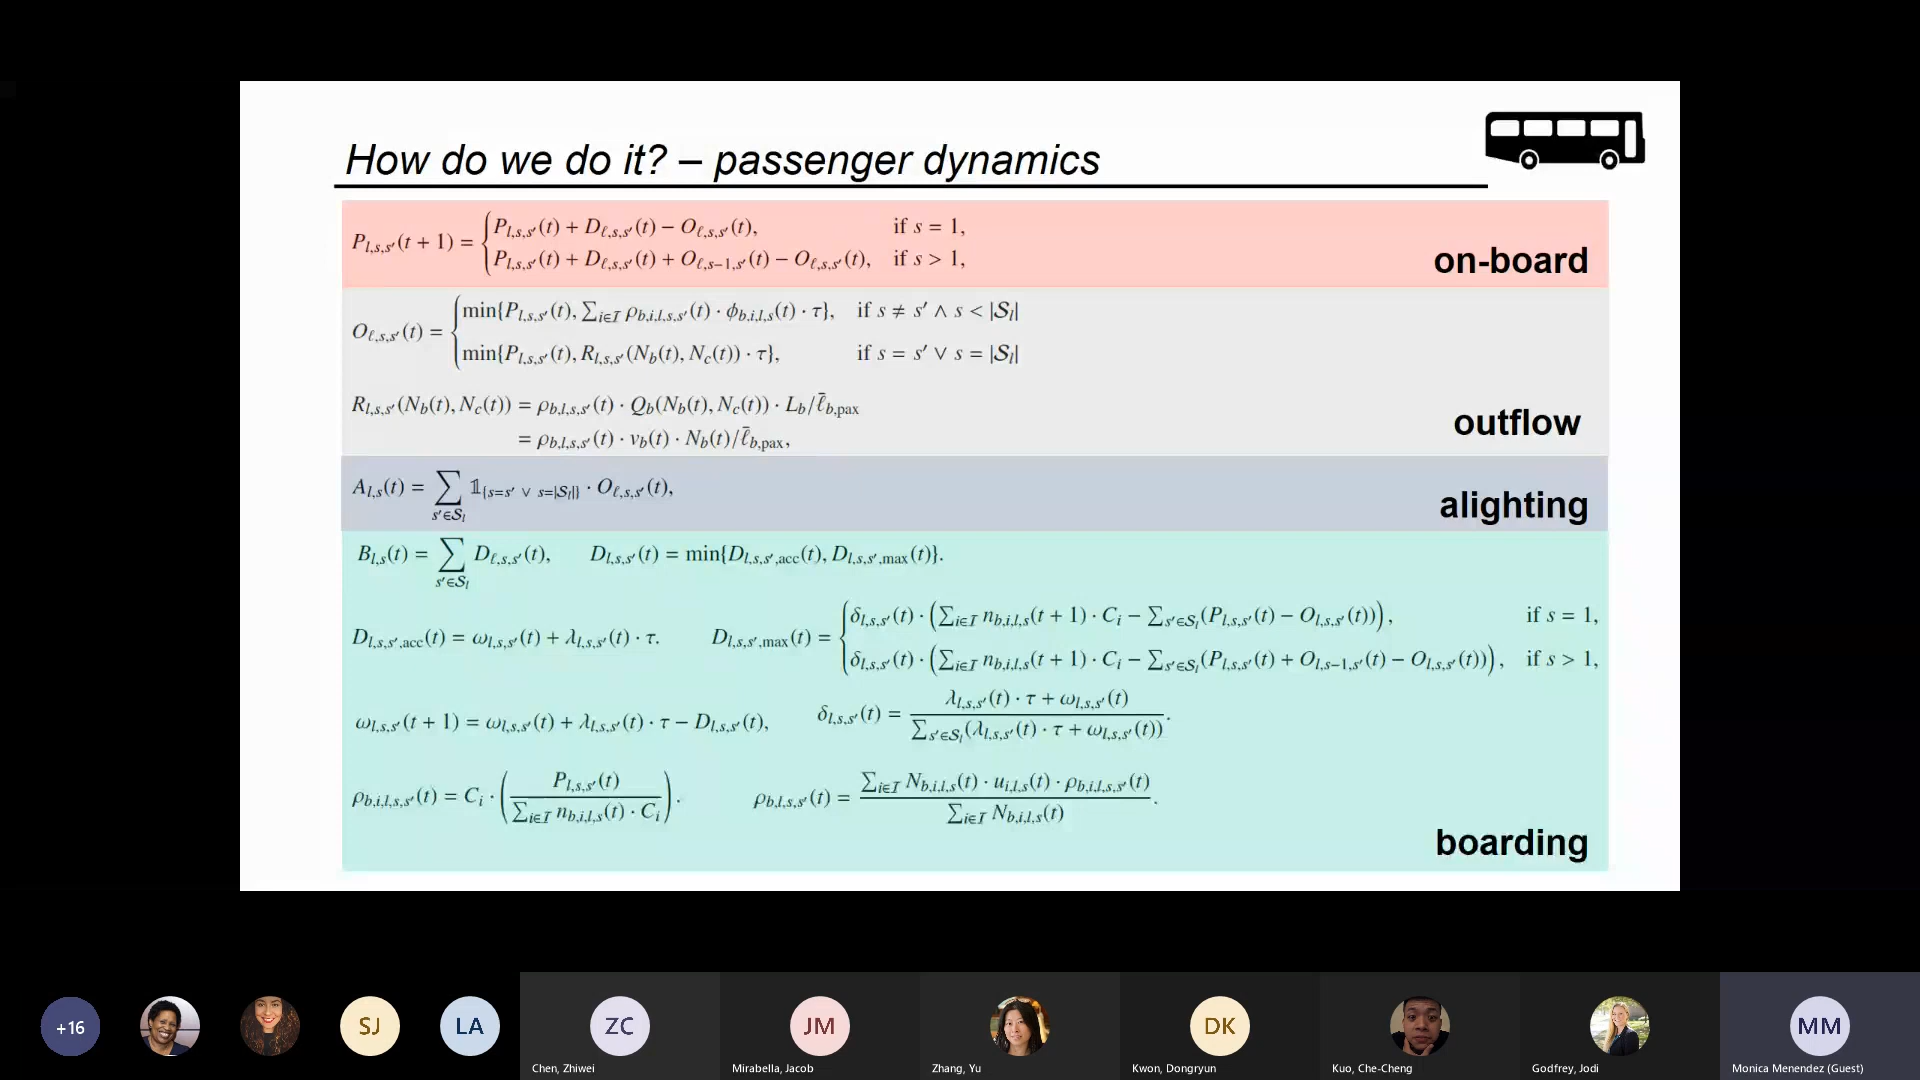 How do we do it? – passenger dynamics
P_{l,s,s′}(t + 1) = { P_{l,s,s′}(t) + D_{ℓ,s,s′}(t) − O_{ℓ,s,s′}(t), if s = 1,
P_{l,s,s′}(t) + D_{ℓ,s,s′}(t) + O_{ℓ,s−1,s′}(t) − O_{ℓ,s,s′}(t), if s > 1,
on-board
O_{ℓ,s,s′}(t) = { min{P_{l,s,s′}(t), ∑_{i∈I} ρ_{b,i,l,s,s′}(t) · ϕ_{b,i,l,s}(t) · τ}, if s ≠ s′ ∧ s < |S_l|
min{P_{l,s,s′}(t), R_{l,s,s′}(N_b(t), N_c(t)) · τ}, if s = s′ ∨ s = |S_l|
R_{l,s,s′}(N_b(t), N_c(t)) = ρ_{b,l,s,s′}(t) · Q_b(N_b(t), N_c(t)) · L_b/ℓ̄_{b,pax}
= ρ_{b,l,s,s′}(t) · v_b(t) · N_b(t)/ℓ̄_{b,pax},
outflow
A_{l,s}(t) = ∑_{s′∈S_l} 𝟙_{{s=s′ ∨ s=|S_l|}} · O_{ℓ,s,s′}(t),
alighting
B_{l,s}(t) = ∑_{s′∈S_l} D_{ℓ,s,s′}(t), D_{l,s,s′}(t) = min{D_{l,s,s′,acc}(t), D_{l,s,s′,max}(t)}.
D_{l,s,s′,acc}(t) = ω_{l,s,s′}(t) + λ_{l,s,s′}(t) · τ. D_{l,s,s′,max}(t) = { δ_{l,s,s′}(t) · (∑_{i∈I} n_{b,i,l,s}(t + 1) · C_i − ∑_{s′∈S_l}(P_{l,s,s′}(t) − O_{l,s,s′}(t))), if s = 1,
δ_{l,s,s′}(t) · (∑_{i∈I} n_{b,i,l,s}(t + 1) · C_i − ∑_{s′∈S_l}(P_{l,s,s′}(t) + O_{l,s−1,s′}(t) − O_{l,s,s′}(t))), if s > 1,
ω_{l,s,s′}(t + 1) = ω_{l,s,s′}(t) + λ_{l,s,s′}(t) · τ − D_{l,s,s′}(t), δ_{l,s,s′}(t) = (λ_{l,s,s′}(t) · τ + ω_{l,s,s′}(t)) / (∑_{s′∈S_l}(λ_{l,s,s′}(t) · τ + ω_{l,s,s′}(t))).
ρ_{b,i,l,s,s′}(t) = C_i · (P_{l,s,s′}(t) / ∑_{i∈I} n_{b,i,l,s}(t) · C_i). ρ_{b,l,s,s′}(t) = (∑_{i∈I} N_{b,i,l,s}(t) · u_{i,l,s}(t) · ρ_{b,i,l,s,s′}(t)) / (∑_{i∈I} N_{b,i,l,s}(t)).
boarding
+16
SJ
LA
ZC
Chen, Zhiwei
JM
Mirabella, Jacob
Zhang, Yu
DK
Kwon, Dongryun
Kuo, Che-Cheng
Godfrey, Jodi
MM
Monica Menendez (Guest)